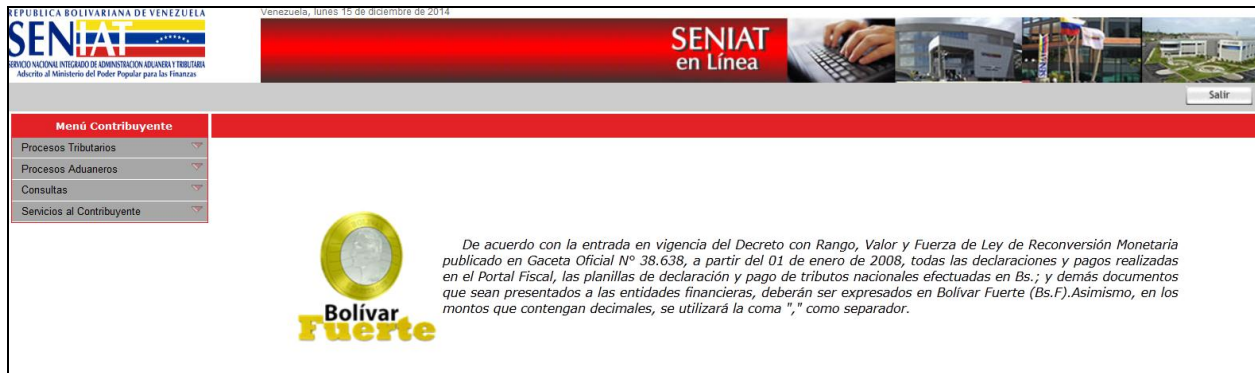 REPUBLICA BOLIVARIANA DE VENEZUELA
SENIAT
SERVICIO NACIONAL INTEGRADO DE ADMINISTRACION ADUANERA Y TRIBUTARIA
Adscrito al Ministerio del Poder Popular para las Finanzas
Venezuela, lunes 15 de diciembre de 2014
SENIAT
en Línea
Salir
Menú Contribuyente
Procesos Tributarios
Procesos Aduaneros
Consultas
Servicios al Contribuyente
De acuerdo con la entrada en vigencia del Decreto con Rango, Valor y Fuerza de Ley de Reconversión Monetaria
publicado en Gaceta Oficial N° 38.638, a partir del 01 de enero de 2008, todas las declaraciones y pagos realizadas
en el Portal Fiscal, las planillas de declaración y pago de tributos nacionales efectuadas en Bs.; y demás documentos
que sean presentados a las entidades financieras, deberán ser expresados en Bolívar Fuerte (Bs.F).Asimismo, en los
montos que contengan decimales, se utilizará la coma "," como separador.
Bolívar
Fuerte